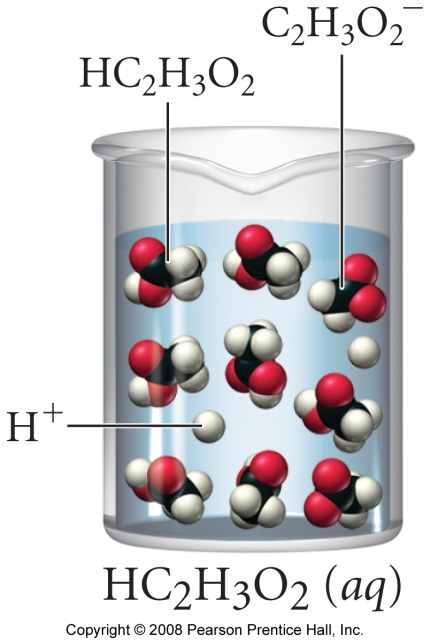 C₂H₃O₂⁻
HC₂H₃O₂
H⁺
HC₂H₃O₂ (aq)
Copyright © 2008 Pearson Prentice Hall, Inc.